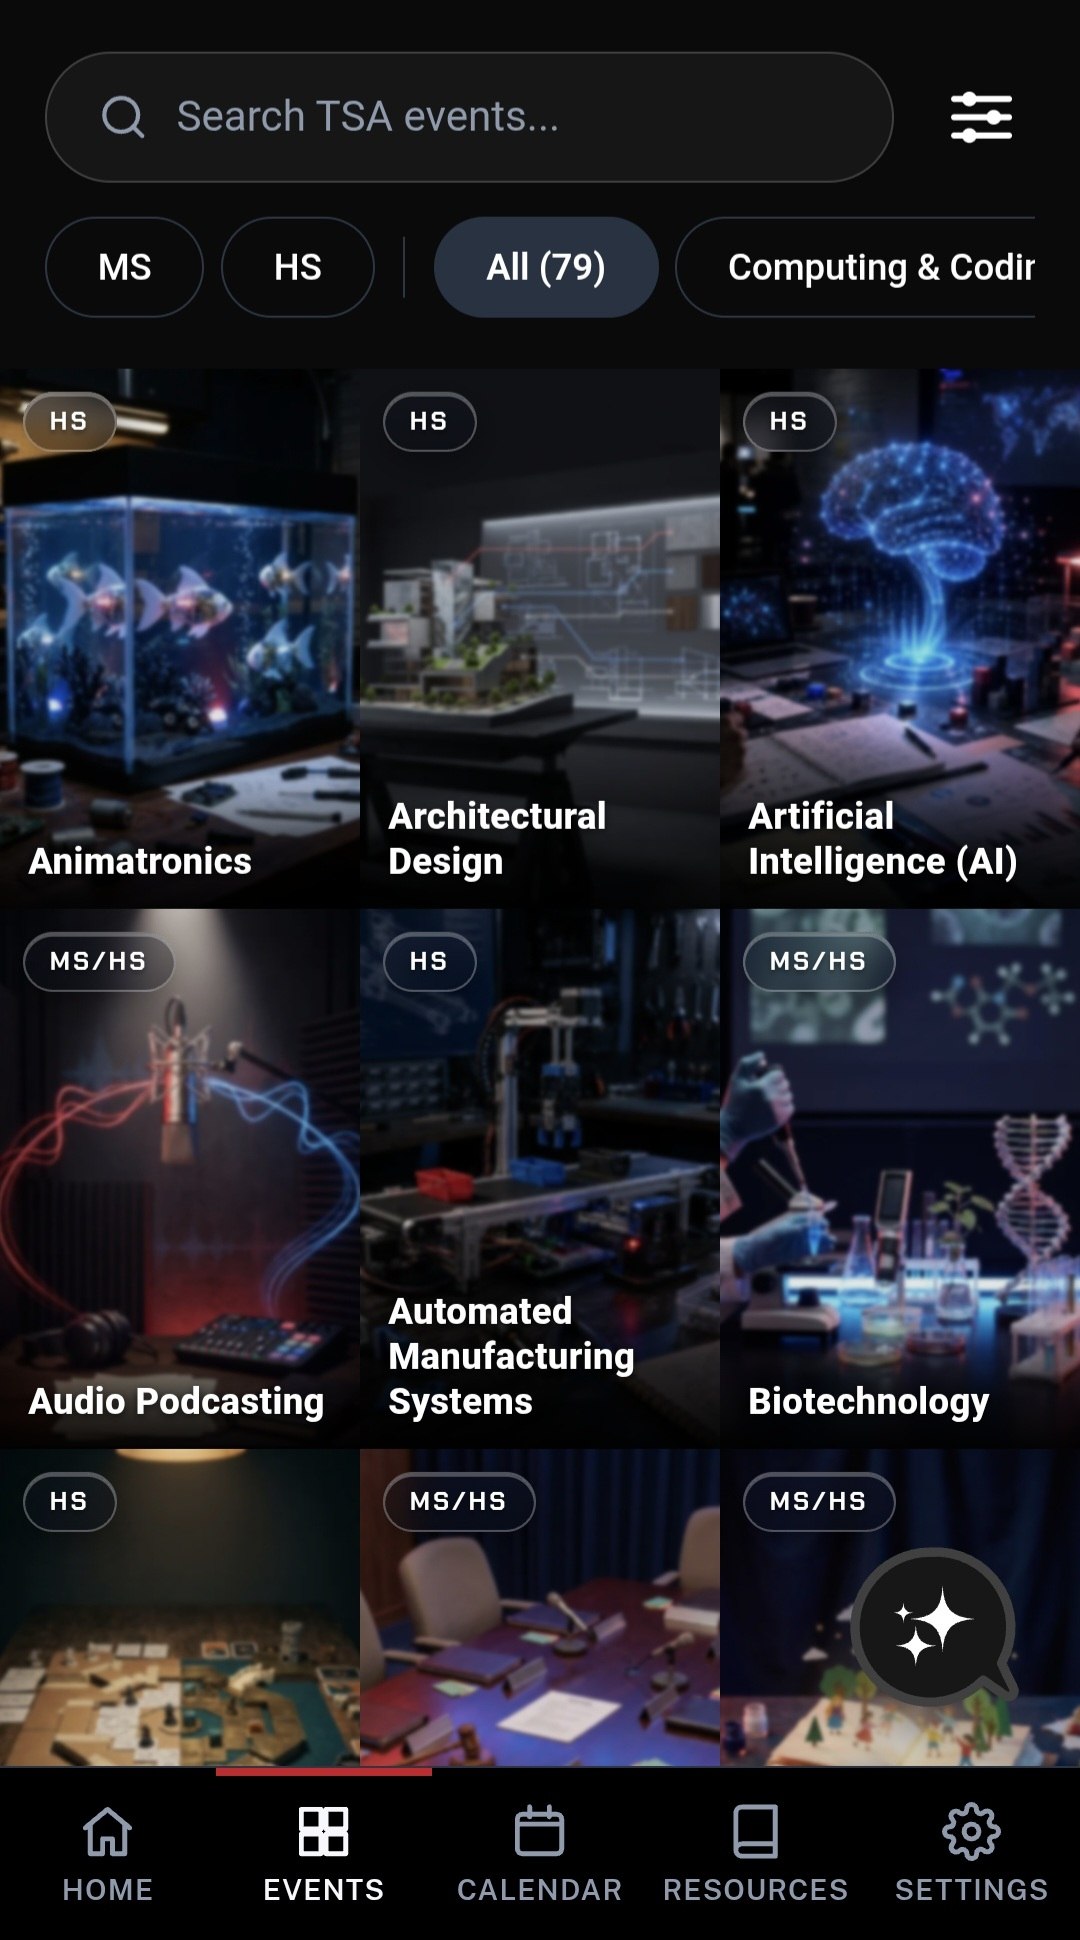 Search TSA events...
MS
HS
All (79)
Computing & Codin
HS
HS
HS
Animatronics
Architectural
Design
Artificial
Intelligence (AI)
MS/HS
HS
MS/HS
Audio Podcasting
Automated
Manufacturing
Systems
Biotechnology
HS
MS/HS
MS/HS
HOME
EVENTS
CALENDAR
RESOURCES
SETTINGS